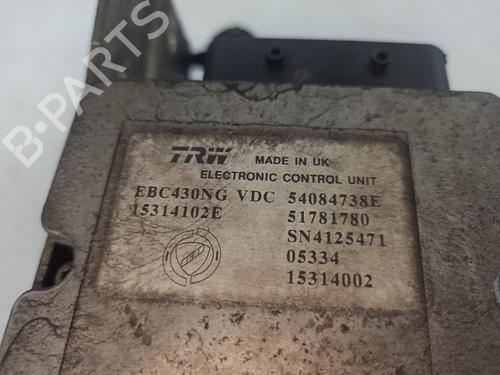 B-PARTS
TRW MADE IN UK
ELECTRONIC CONTROL UNIT
EBC430NG VDC 54084738E
15314102E 51781780
SN4125471
05334
15314002